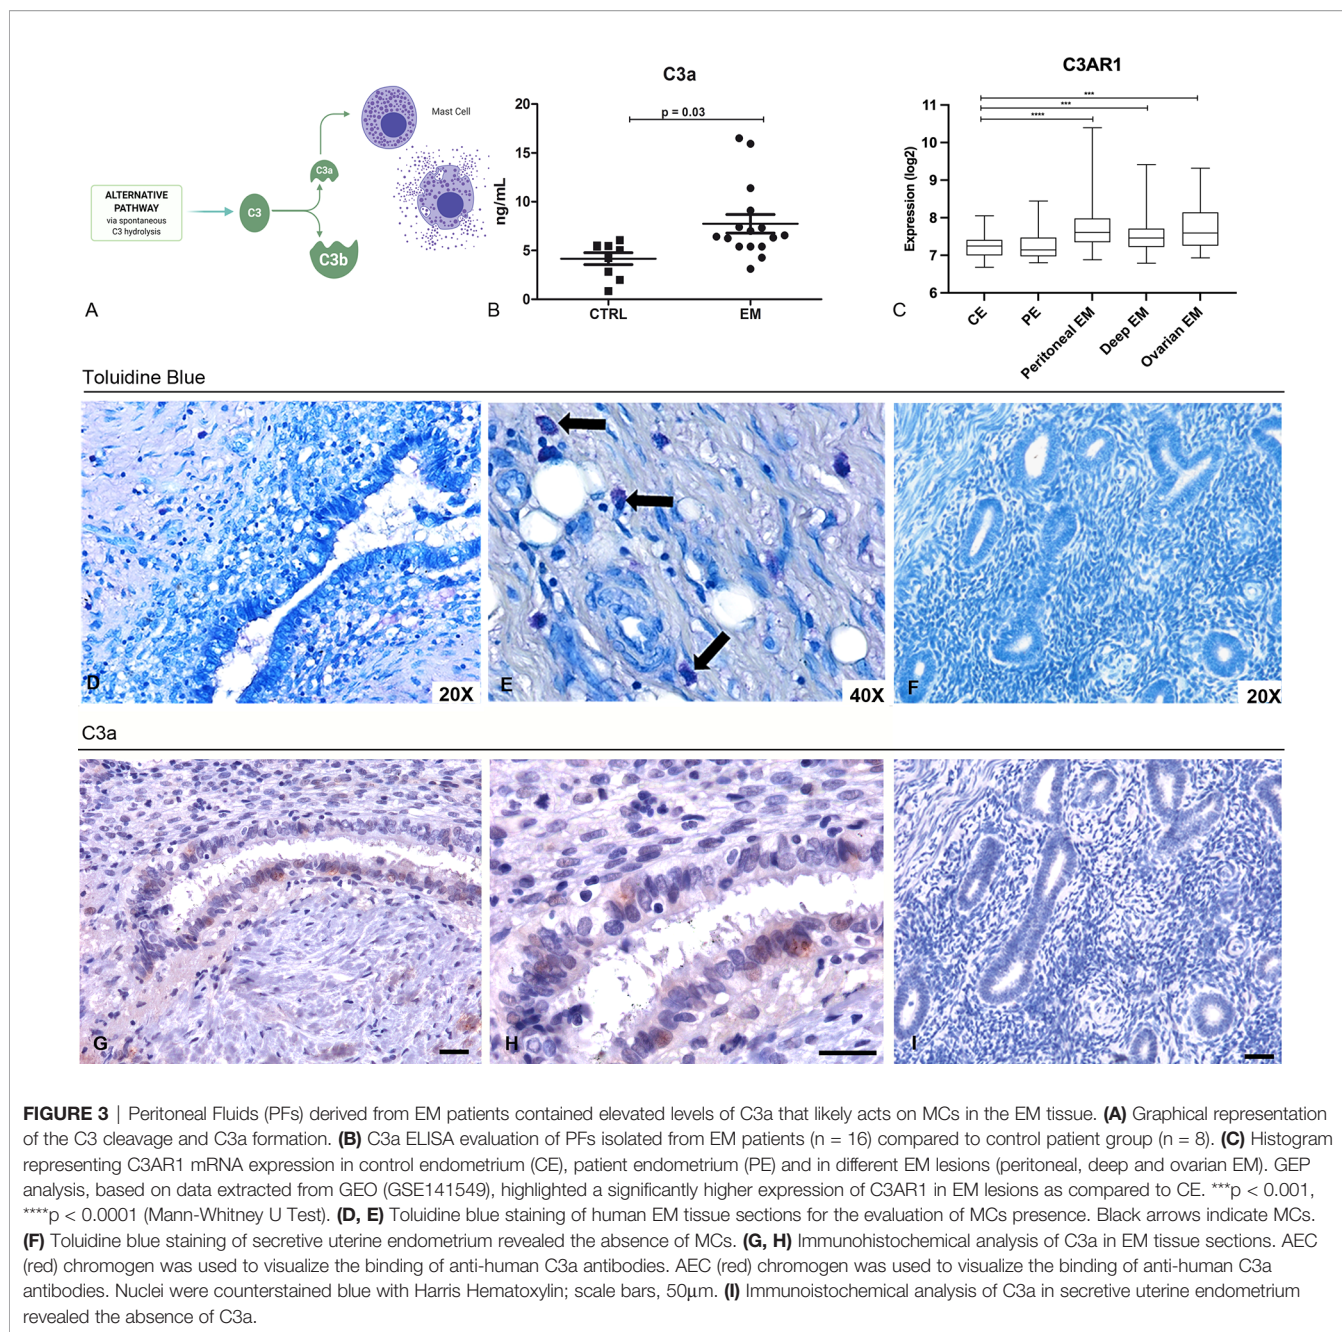 ALTERNATIVE
PATHWAY
via spontaneous
C3 hydrolysis
C3
C3a
C3b
Mast Cell
A
C3a
p = 0.03
20
15
10
5
0
ng/mL
CTRL
EM
B
C3AR1
***
***
****
11
10
9
8
7
6
Expression (log2)
CE
PE
Peritoneal EM
Deep EM
Ovarian EM
C
Toluidine Blue
D
20X
E
40X
F
20X
C3a
G
H
I
FIGURE 3 | Peritoneal Fluids (PFs) derived from EM patients contained elevated levels of C3a that likely acts on MCs in the EM tissue. (A) Graphical representation
of the C3 cleavage and C3a formation. (B) C3a ELISA evaluation of PFs isolated from EM patients (n = 16) compared to control patient group (n = 8). (C) Histogram
representing C3AR1 mRNA expression in control endometrium (CE), patient endometrium (PE) and in different EM lesions (peritoneal, deep and ovarian EM). GEP
analysis, based on data extracted from GEO (GSE141549), highlighted a significantly higher expression of C3AR1 in EM lesions as compared to CE. ***p < 0.001,
****p < 0.0001 (Mann-Whitney U Test). (D, E) Toluidine blue staining of human EM tissue sections for the evaluation of MCs presence. Black arrows indicate MCs.
(F) Toluidine blue staining of secretive uterine endometrium revealed the absence of MCs. (G, H) Immunohistochemical analysis of C3a in EM tissue sections. AEC
(red) chromogen was used to visualize the binding of anti-human C3a antibodies. AEC (red) chromogen was used to visualize the binding of anti-human C3a
antibodies. Nuclei were counterstained blue with Harris Hematoxylin; scale bars, 50μm. (I) Immunoistochemical analysis of C3a in secretive uterine endometrium
revealed the absence of C3a.